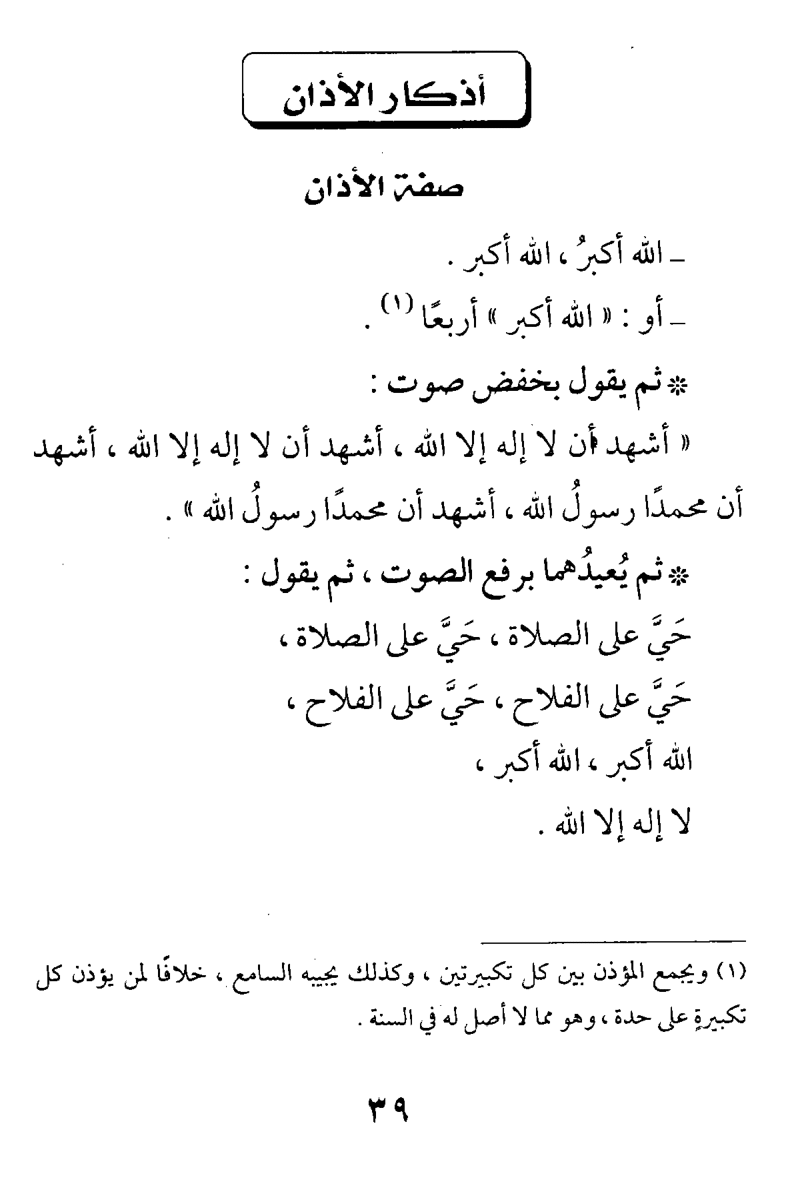 أذكار الأذان
صفة الأذان
ـ الله أكبرُ ، الله أكبر .
ـ أو : « الله أكبر » أربعًا (١) .
* ثم يقول بخفض صوت :
« أشهد أن لا إله إلا الله ، أشهد أن لا إله إلا الله ، أشهد
أن محمدًا رسولُ الله ، أشهد أن محمدًا رسولُ الله » .
* ثم يُعيدُهما برفع الصوت ، ثم يقول :
حَيَّ على الصلاة ، حَيَّ على الصلاة ،
حَيَّ على الفلاح ، حَيَّ على الفلاح ،
الله أكبر ، الله أكبر ،
لا إله إلا الله .
(١) ويجمع المؤذن بين كل تكبيرتين ، وكذلك يجيبه السامع ، خلافًا لمن يؤذن كل
تكبيرةٍ على حدة ، وهو مما لا أصل له في السنة .
٣٩